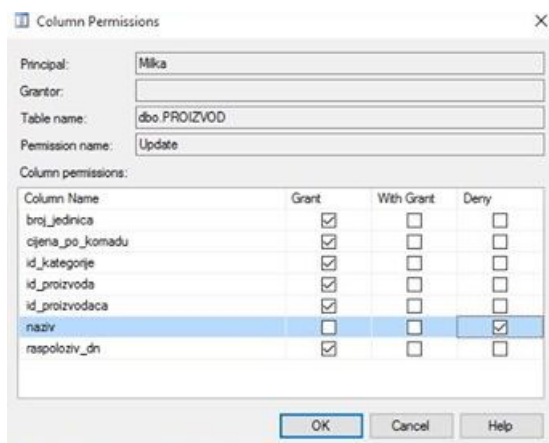 Column Permissions
Principal: Milka
Grantor:
Table name: dbo.PROIZVOD
Permission name: Update
Column permissions:
Column Name Grant With Grant Deny
broj_jedinica
cijena_po_komadu
id_kategorije
id_proizvoda
id_proizvodaca
naziv
raspoloziv_dn
OK Cancel Help